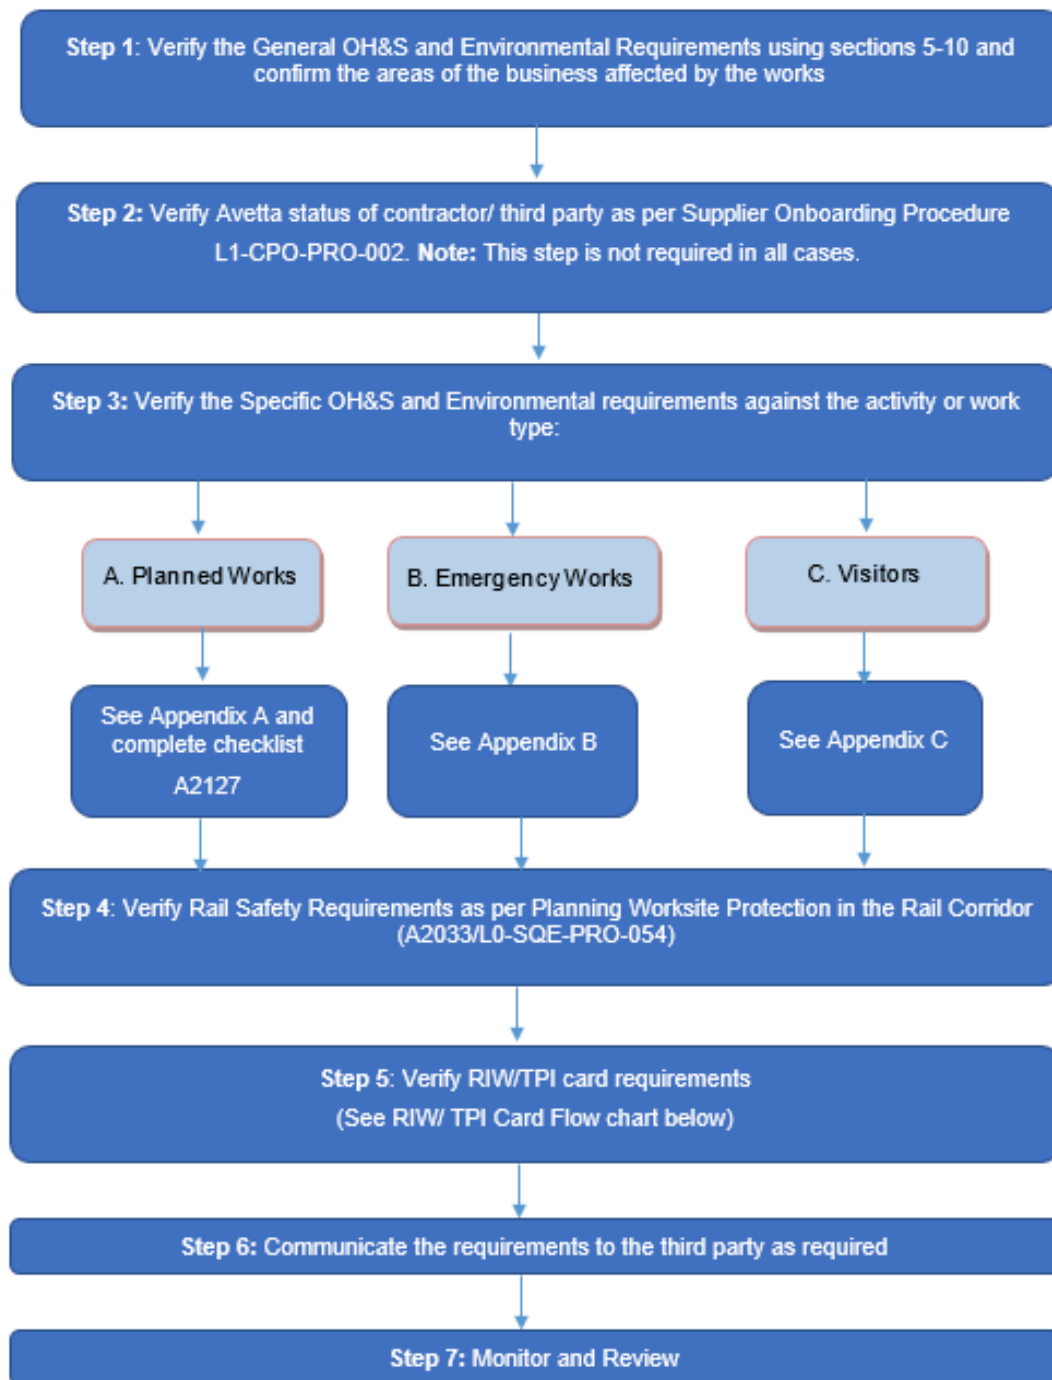 Step 1: Verify the General OH&S and Environmental Requirements using sections 5-10 and
confirm the areas of the business affected by the works
Step 2: Verify Avetta status of contractor/ third party as per Supplier Onboarding Procedure
L1-CPO-PRO-002. Note: This step is not required in all cases.
Step 3: Verify the Specific OH&S and Environmental requirements against the activity or work
type:
A. Planned Works
B. Emergency Works
C. Visitors
See Appendix A and
complete checklist
A2127
See Appendix B
See Appendix C
Step 4: Verify Rail Safety Requirements as per Planning Worksite Protection in the Rail Corridor
(A2033/L0-SQE-PRO-054)
Step 5: Verify RIW/TPI card requirements
(See RIW/ TPI Card Flow chart below)
Step 6: Communicate the requirements to the third party as required
Step 7: Monitor and Review